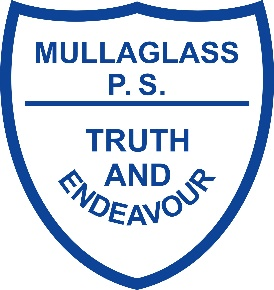 MULLAGLASS
P. S.
TRUTH
AND
ENDEAVOUR